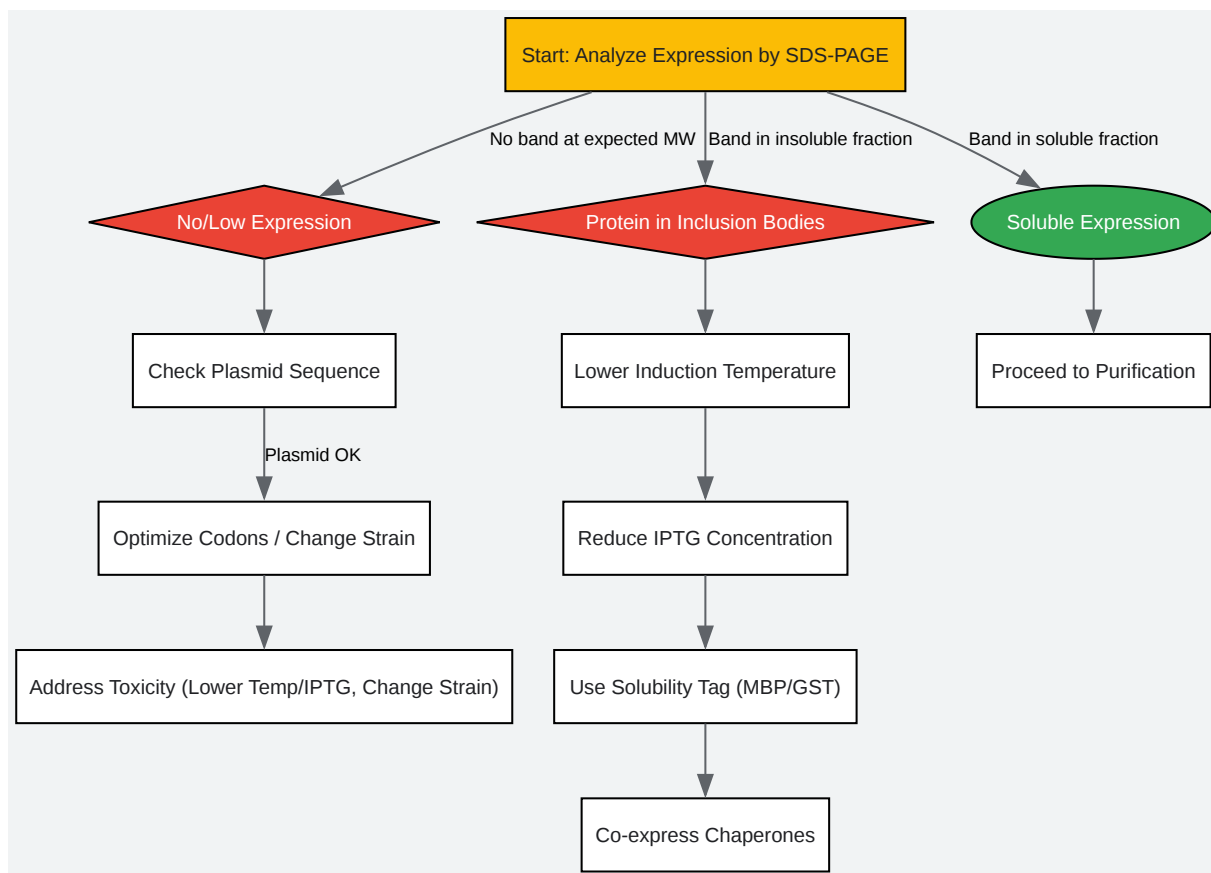 Start: Analyze Expression by SDS-PAGE
No band at expected MW
Band in insoluble fraction
Band in soluble fraction
No/Low Expression
Protein in Inclusion Bodies
Soluble Expression
Check Plasmid Sequence
Lower Induction Temperature
Proceed to Purification
Plasmid OK
Optimize Codons / Change Strain
Reduce IPTG Concentration
Address Toxicity (Lower Temp/IPTG, Change Strain)
Use Solubility Tag (MBP/GST)
Co-express Chaperones